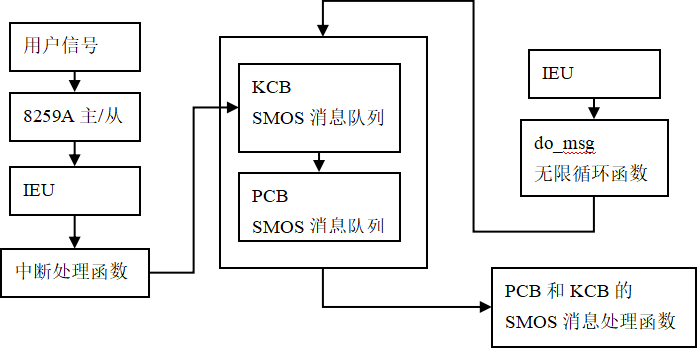 用户信号
8259A 主/从
IEU
中断处理函数
KCB
SMOS 消息队列
PCB
SMOS 消息队列
IEU
do_msg
无限循环函数
PCB 和 KCB 的
SMOS 消息处理函数